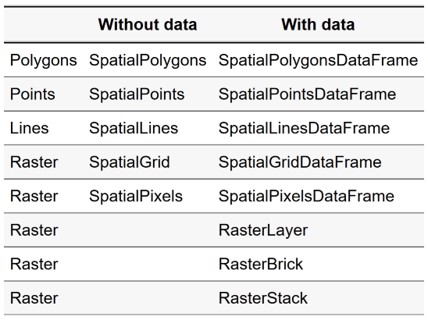 Without data With data
Polygons SpatialPolygons SpatialPolygonsDataFrame
Points SpatialPoints SpatialPointsDataFrame
Lines SpatialLines SpatialLinesDataFrame
Raster SpatialGrid SpatialGridDataFrame
Raster SpatialPixels SpatialPixelsDataFrame
Raster RasterLayer
Raster RasterBrick
Raster RasterStack